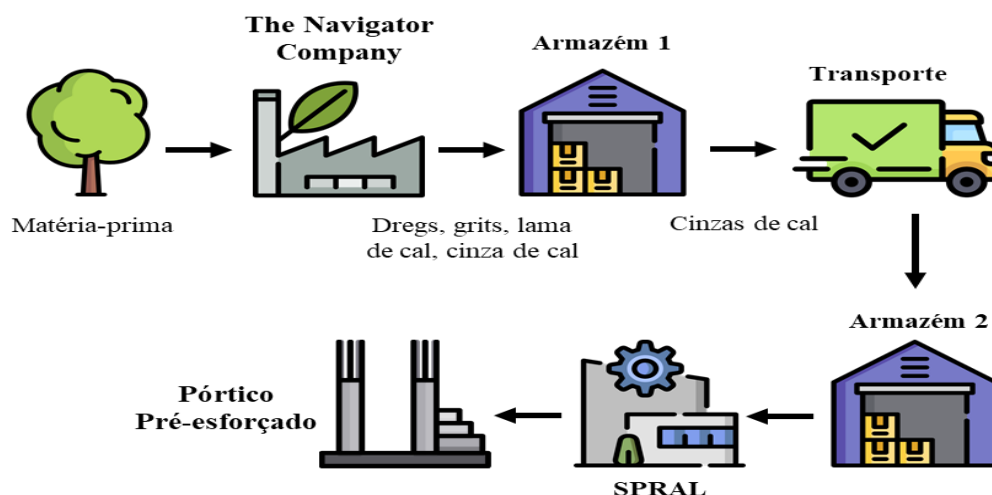 The Navigator
Company
Armazém 1
Transporte
Matéria-prima
Dregs, grits, lama
de cal, cinza de cal
Cinzas de cal
Armazém 2
Pórtico
Pré-esforçado
SPRAL